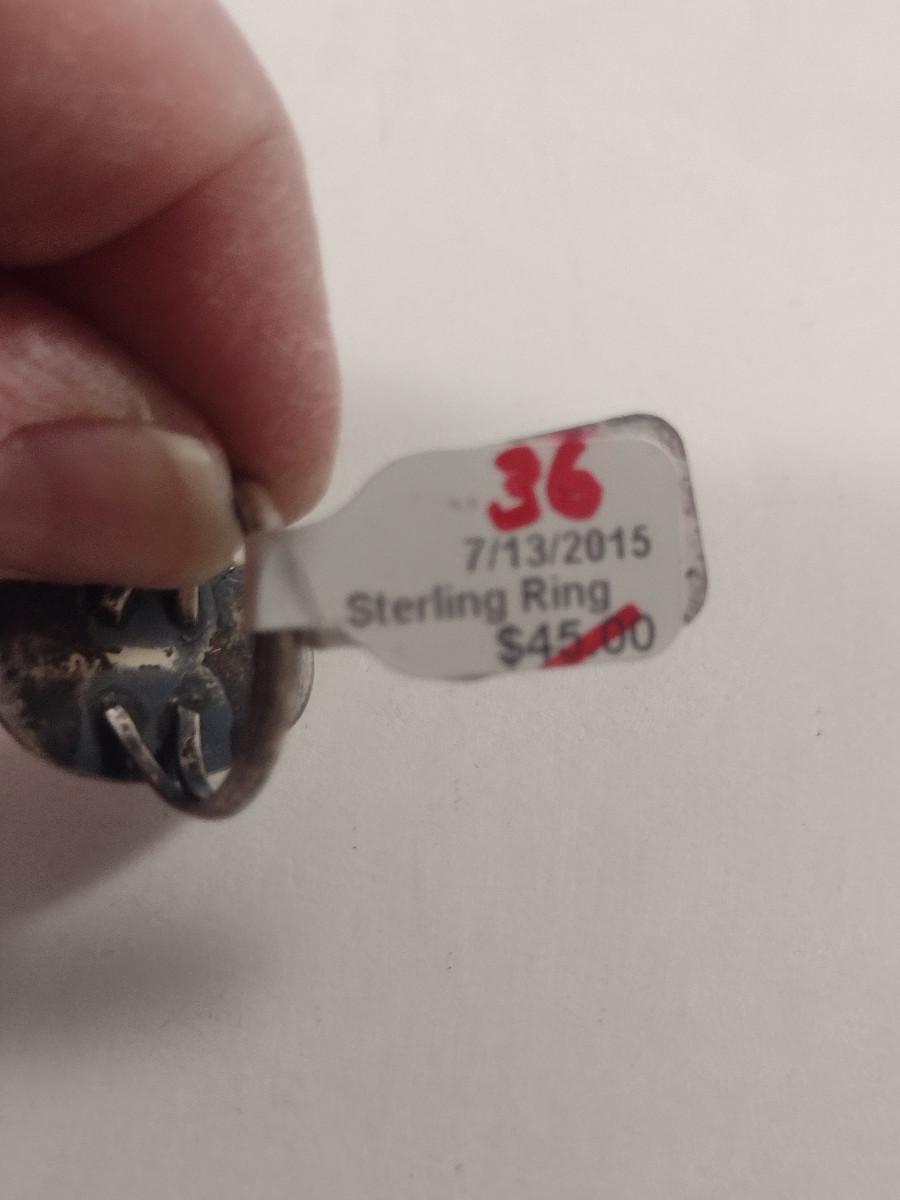 36
7/13/2015
Sterling Ring
$45.00